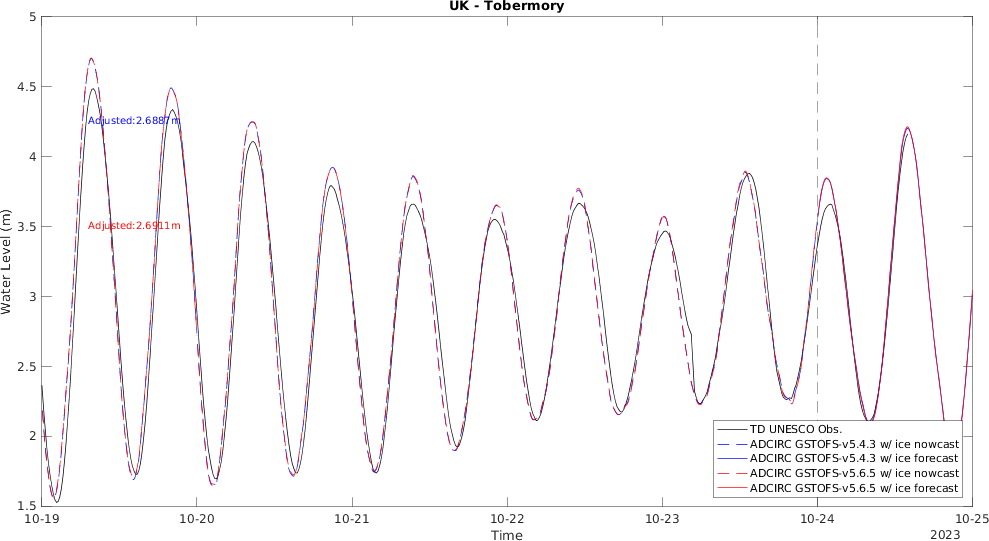 UK - Tobermory
5
4.5
4
3.5
3
2.5
2
1.5
Water Level (m)
Adjusted:2.6887m
Adjusted:2.6911m
TD UNESCO Obs.
ADCIRC GSTOFS-v5.4.3 w/ ice nowcast
ADCIRC GSTOFS-v5.4.3 w/ ice forecast
ADCIRC GSTOFS-v5.6.5 w/ ice nowcast
ADCIRC GSTOFS-v5.6.5 w/ ice forecast
10-19 10-20 10-21 10-22 10-23 10-24 10-25
Time
2023